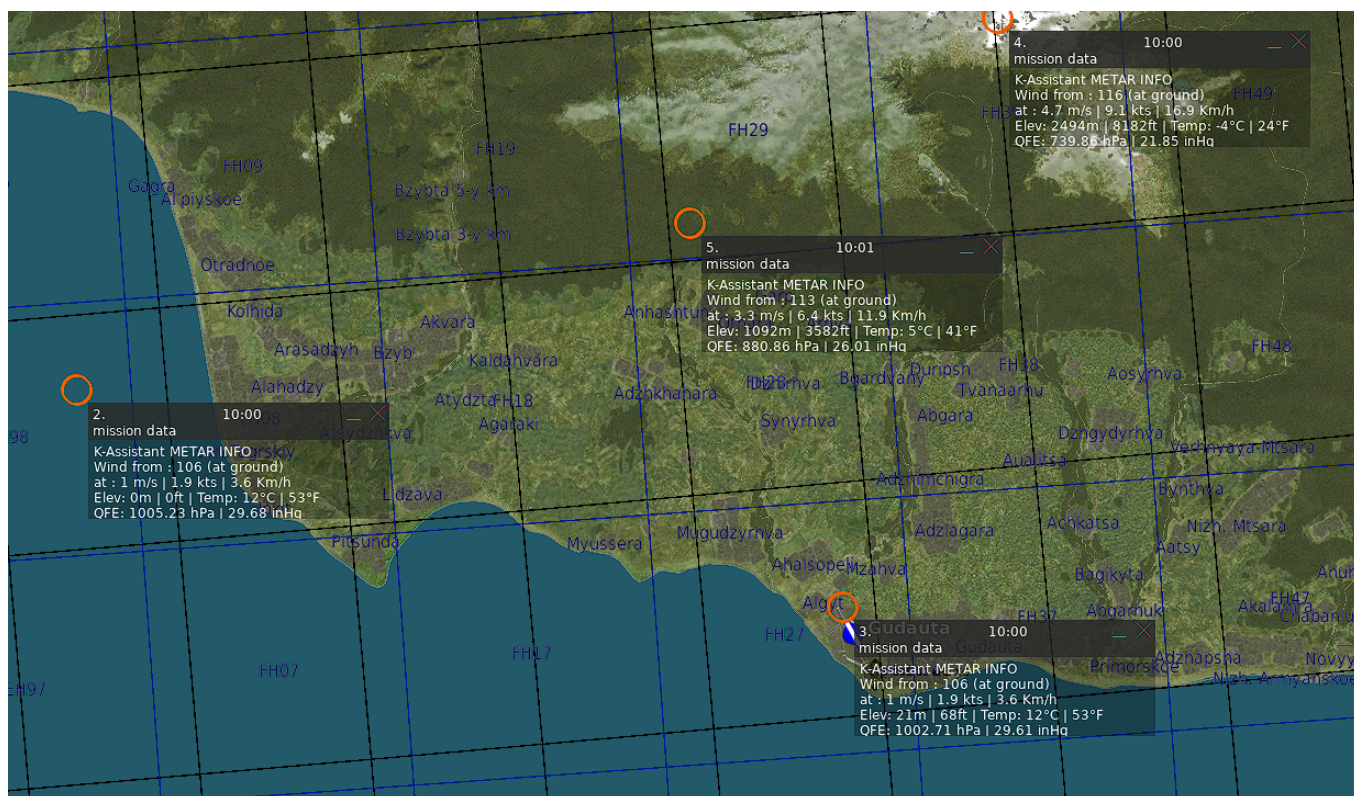 4. 10:00
mission data
K-Assistant METAR INFO
Wind from : 116 (at ground)
at : 4.7 m/s | 9.1 kts | 16.9 Km/h
Elev: 2494m | 8182ft | Temp: -4°C | 24°F
QFE: 739.86 hPa | 21.85 inHg
FH49
FH29
FH19
FH09
Gagra
Alpiyskoe
Bzybta 5-y km
Bzybta 3-y km
5. 10:01
mission data
K-Assistant METAR INFO
Wind from : 113 (at ground)
at : 3.3 m/s | 6.4 kts | 11.9 Km/h
Elev: 1092m | 3582ft | Temp: 5°C | 41°F
QFE: 880.86 hPa | 26.01 inHg
Otradnoe
Kolhida
Akvara
Arasadzyh
Bzyb
Kaldahvara
FH48
Duripsh
FH38
Aosyrhva
Bgardvany
Tvanaarhu
Alahadzy
Adzhkhahara
Atydzta
FH18
Abgara
Agaraki
Synyrhva
2. 10:00
mission data
K-Assistant METAR INFO
Wind from : 106 (at ground)
at : 1 m/s | 1.9 kts | 3.6 Km/h
Elev: 0m | 0ft | Temp: 12°C | 53°F
QFE: 1005.23 hPa | 29.68 inHg
Dzhgydyrhva
Verhnyaya-Mtsara
Aualitsa
Adzhimchigra
Bynthva
Lidzava
Achkatsa
Nizh. Mtsara
Mugudzyrhva
Adziagara
Pitsunda
Myussera
Aatsy
Mzahva
Bagikyta
Algyt
Abgarhuk
FH47
FH37
FH27
Gudauta
Gudauta
3. 10:00
mission data
K-Assistant METAR INFO
Wind from : 106 (at ground)
at : 1 m/s | 1.9 kts | 3.6 Km/h
Elev: 21m | 68ft | Temp: 12°C | 53°F
QFE: 1002.71 hPa | 29.61 inHg
FH17
FH07
Primorskoe
Adzhapsha